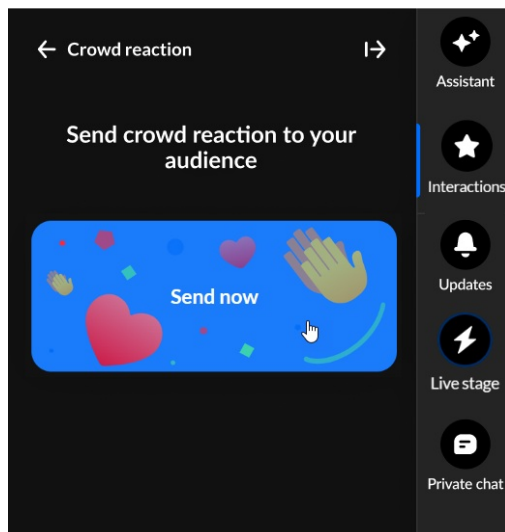 Crowd reaction
Send crowd reaction to your
audience
Send now
Assistant
Interactions
Updates
Live stage
Private chat